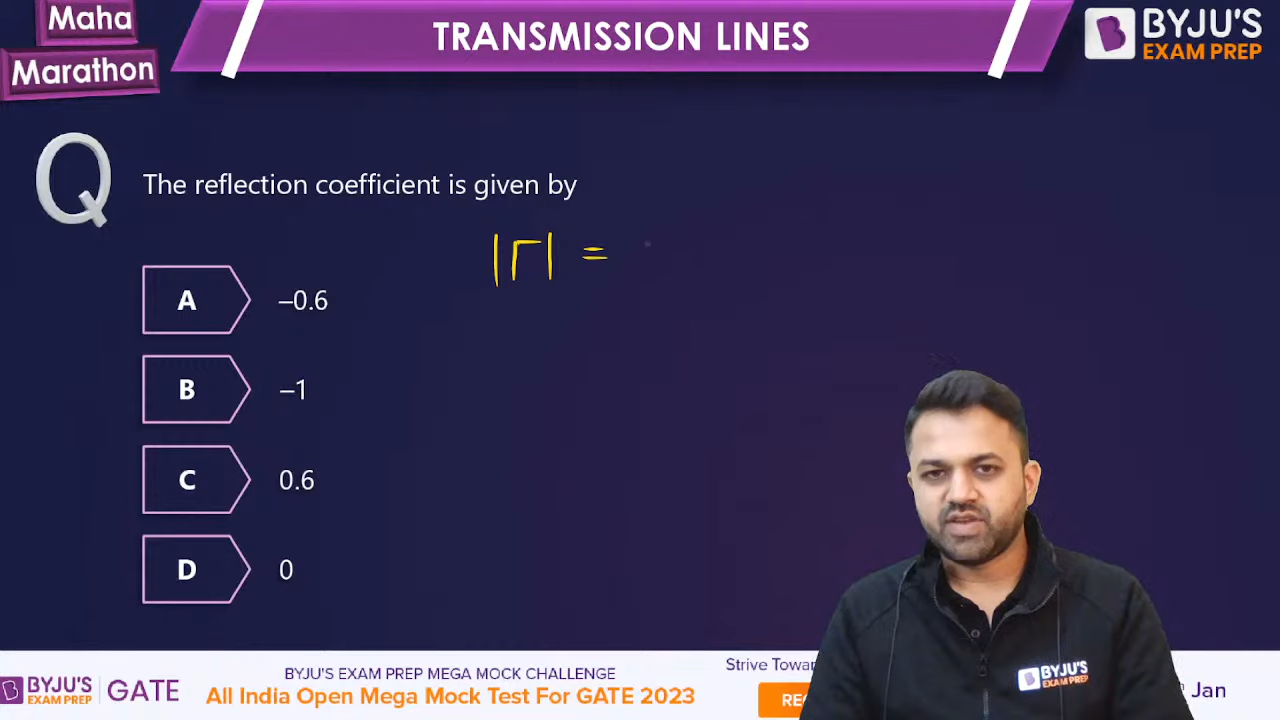 Maha
Marathon
TRANSMISSION LINES
BYJU'S
EXAM PREP
Q
The reflection coefficient is given by
|Γ| =
A
–0.6
B
–1
C
0.6
D
0
BYJU'S
EXAM PREP
BYJU'S
EXAM PREP
GATE
BYJU'S EXAM PREP MEGA MOCK CHALLENGE
All India Open Mega Mock Test For GATE 2023
Strive
Jan